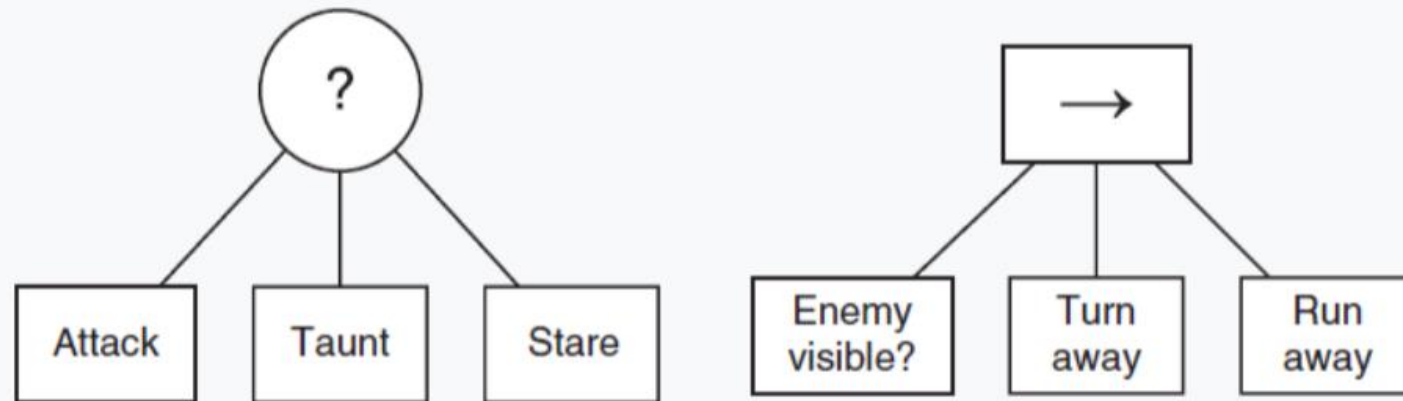 ?
Attack
Taunt
Stare
→
Enemy
visible?
Turn
away
Run
away